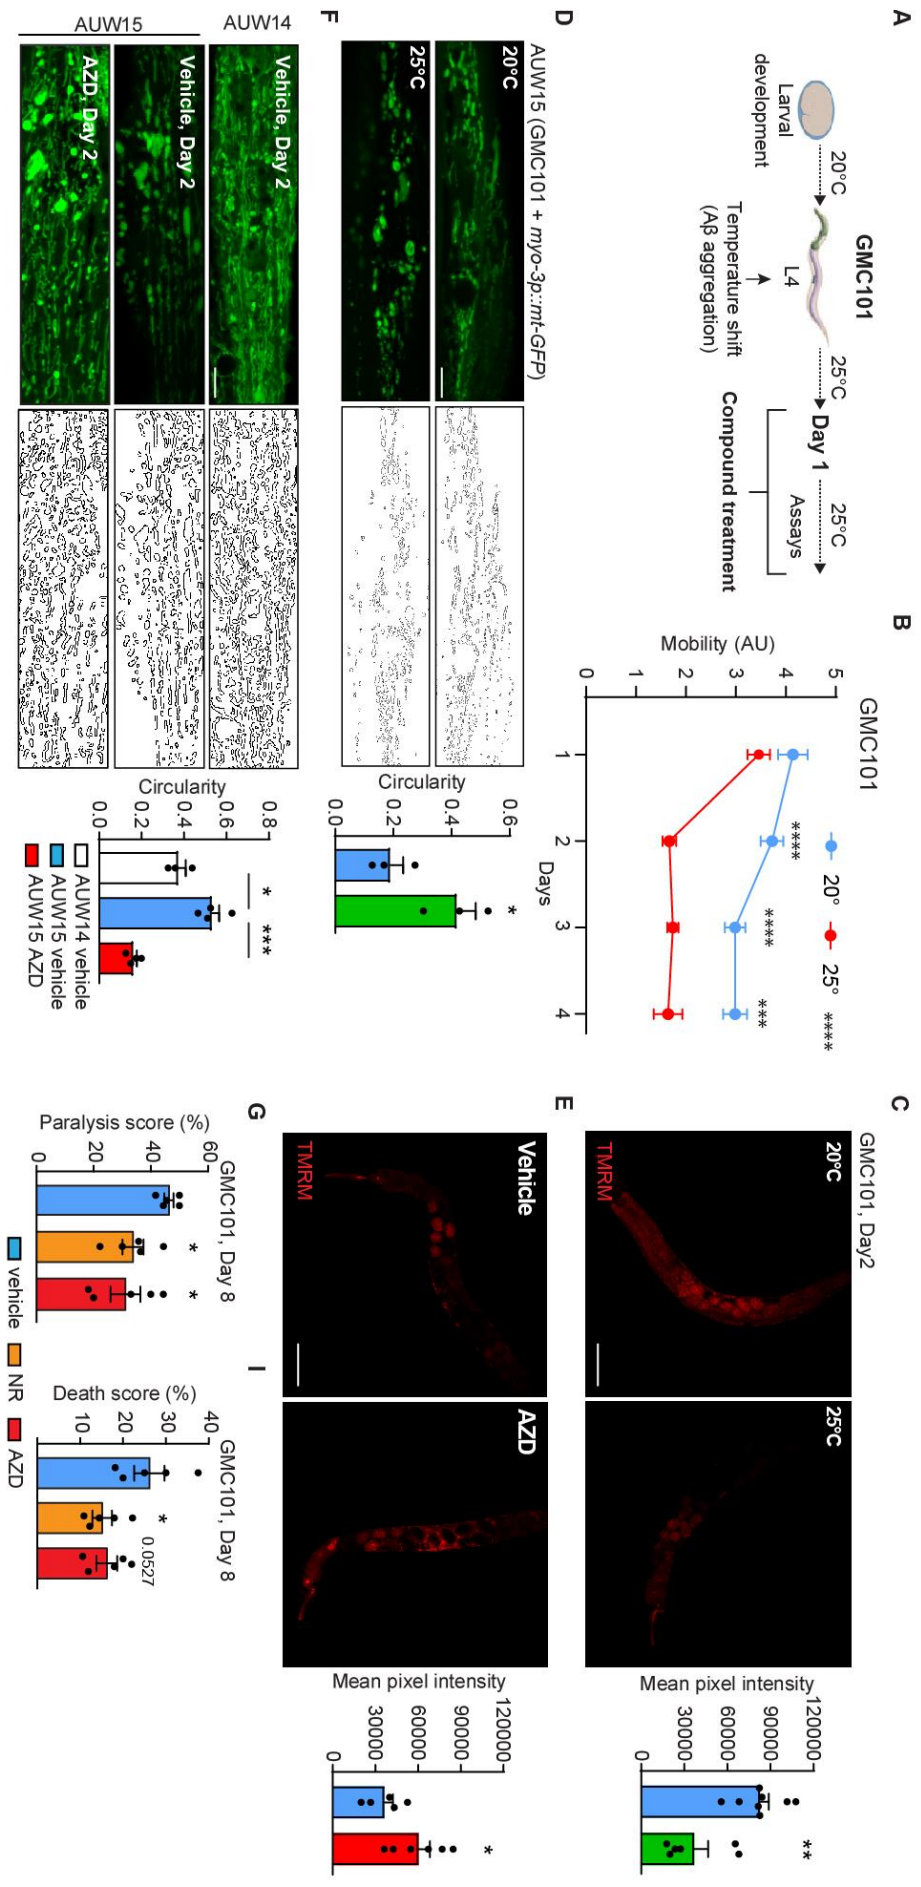 A
GMC101
20°C
25°C
25°C
Larval
development
L4
Day 1
Assays
Temperature shift
(Aβ aggregation)
Compound treatment
B
GMC101
20°
25°
****
Mobility (AU)
5
4
3
2
1
0
****
****
***
1
2
3
4
Days
C
GMC101, Day2
20°C
TMRM
25°C
Mean pixel intensity
120000
90000
60000
30000
0
**
D
AUW15 (GMC101 + myo-3p::mt-GFP)
20°C
25°C
Circularity
0.6
0.4
0.2
0.0
*
E
Vehicle
TMRM
AZD
Mean pixel intensity
120000
90000
60000
30000
0
*
F
AUW14
AUW15
Vehicle, Day 2
Vehicle, Day 2
AZD, Day 2
Circularity
0.8
0.6
0.4
0.2
0.0
*
***
AUW14 vehicle
AUW15 vehicle
AUW15 AZD
G
GMC101, Day 8
Paralysis score (%)
60
40
20
0
*
*
I
GMC101, Day 8
Death score (%)
40
30
20
10
*
0.0527
vehicle
NR
AZD